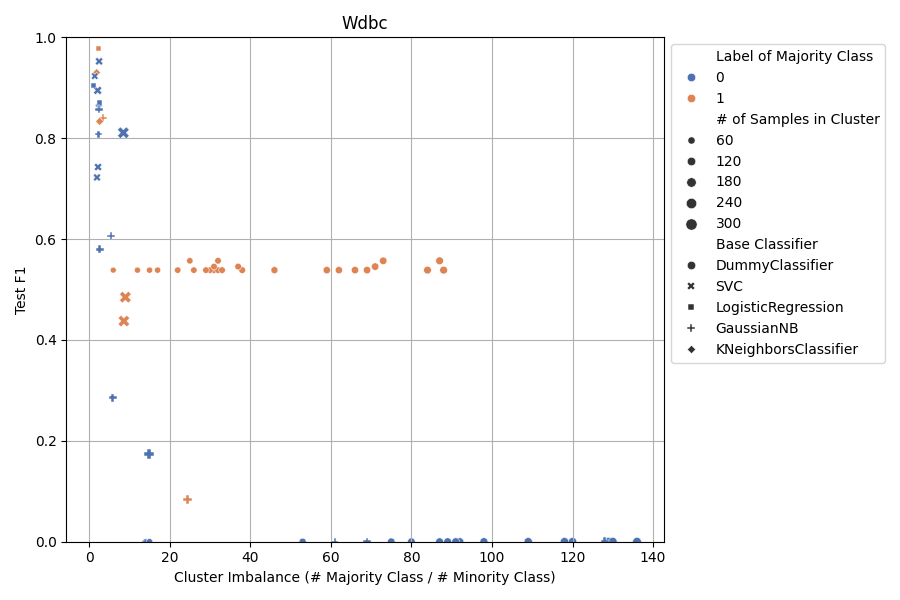 Wdbc
1.0
0.8
0.6
0.4
0.2
0.0
Test F1
0 20 40 60 80 100 120 140
Cluster Imbalance (# Majority Class / # Minority Class)
Label of Majority Class
0
1
# of Samples in Cluster
60
120
180
240
300
Base Classifier
DummyClassifier
SVC
LogisticRegression
GaussianNB
KNeighborsClassifier